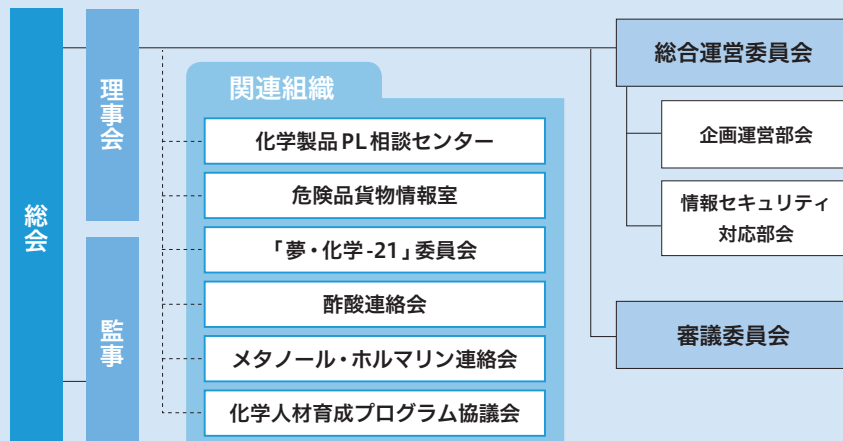 総会
理事会
監事
関連組織
化学製品PL相談センター
危険品貨物情報室
「夢・化学-21」委員会
酢酸連絡会
メタノール・ホルマリン連絡会
化学人材育成プログラム協議会
総合運営委員会
企画運営部会
情報セキュリティ
対応部会
審議委員会